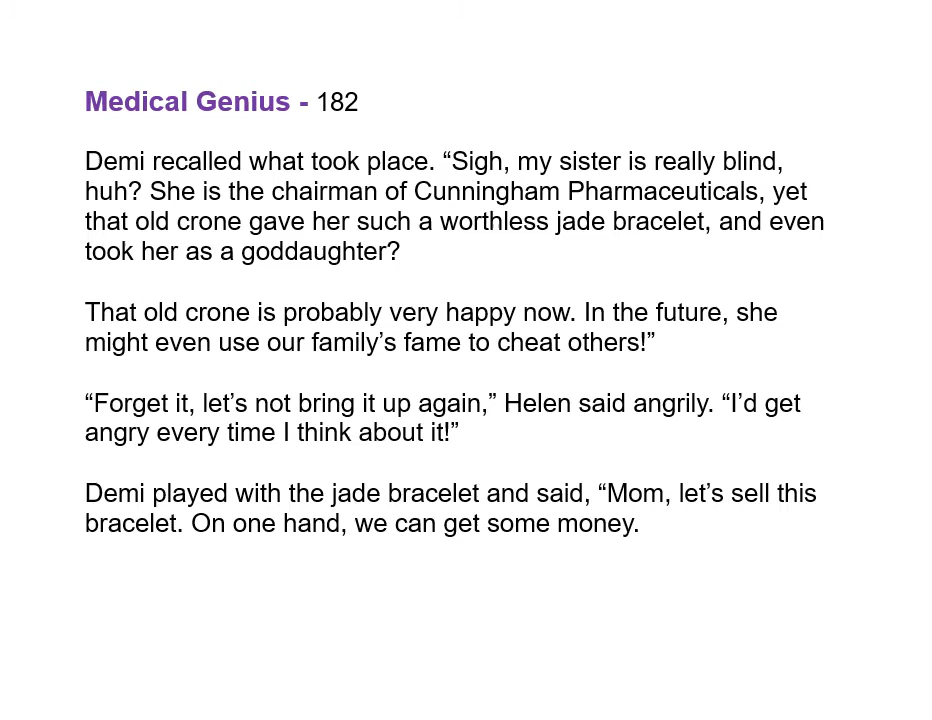 Medical Genius - 182
Demi recalled what took place. “Sigh, my sister is really blind,
huh? She is the chairman of Cunningham Pharmaceuticals, yet
that old crone gave her such a worthless jade bracelet, and even
took her as a goddaughter?
That old crone is probably very happy now. In the future, she
might even use our family’s fame to cheat others!”
“Forget it, let’s not bring it up again,” Helen said angrily. “I’d get
angry every time I think about it!”
Demi played with the jade bracelet and said, “Mom, let’s sell this
bracelet. On one hand, we can get some money.